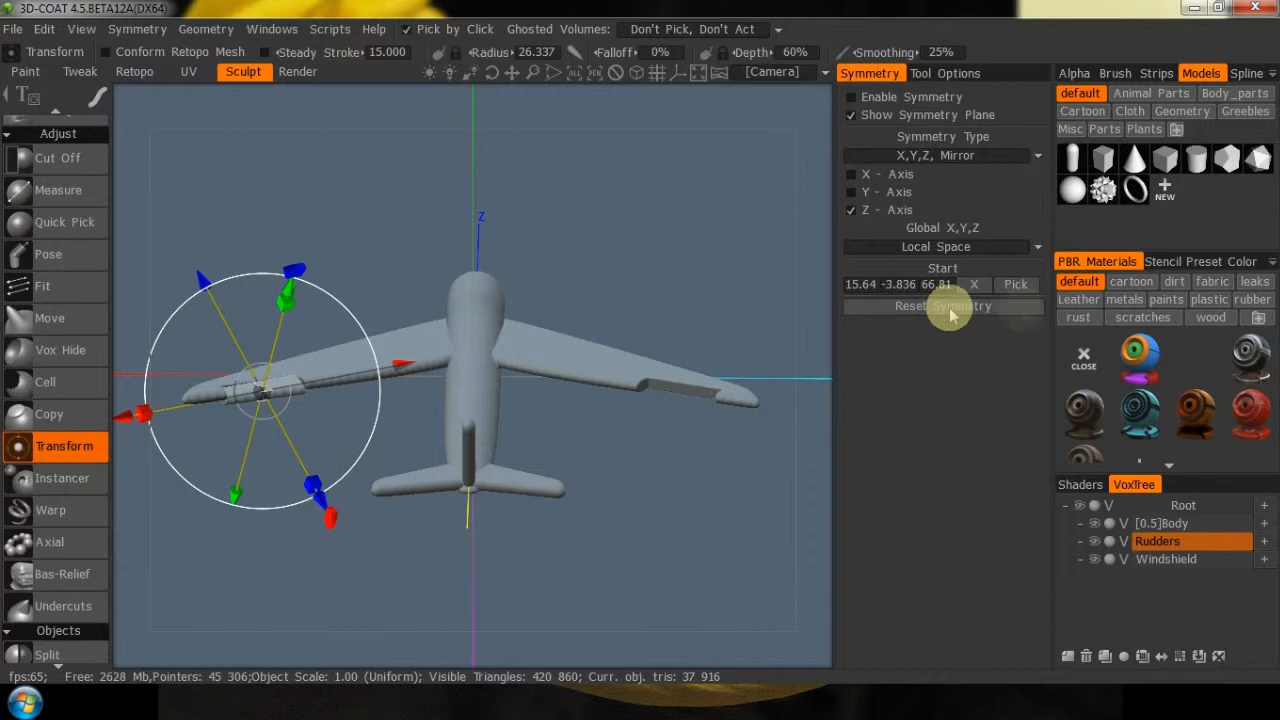 3D-COAT 4.5.BETA12A(DX64)
File Edit View Symmetry Geometry Windows Scripts Help Pick by Click Ghosted Volumes: Don't Pick, Don't Act
Transform Conform Retopo Mesh Steady Stroke: 15.000 Radius: 26.337 Falloff: 0% Depth: 60% Smoothing: 25%
Paint Tweak Retopo UV Sculpt Render ALL PEN [Camera]
Symmetry Tool Options
Enable Symmetry
Show Symmetry Plane
Symmetry Type
X,Y,Z, Mirror
X - Axis
Y - Axis
Z - Axis
Global X,Y,Z
Local Space
Start
15.64 -3.836 66.81 X Pick
Reset Symmetry
Alpha Brush Strips Models Spline
default Animal Parts Body_parts
Cartoon Cloth Geometry Greebles
Misc Parts Plants
NEW
PBR Materials Stencil Preset Color
default cartoon dirt fabric leaks
Leather metals paints plastic rubber
rust scratches wood
CLOSE
Shaders VoxTree
V Root +
V [0.5]Body +
V Rudders +
V Windshield +
Adjust
Cut Off
Measure
Quick Pick
Pose
Fit
Move
Vox Hide
Cell
Copy
Transform
Instancer
Warp
Axial
Bas-Relief
Undercuts
Objects
Split
Z
fps:65; Free: 2628 Mb,Pointers: 45 306;Object Scale: 1.00 (Uniform); Visible Triangles: 420 860; Curr. obj. tris: 37 916